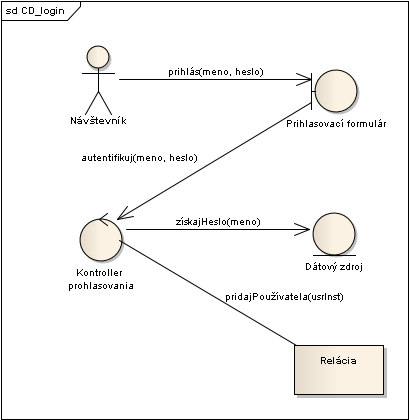 sd CD_login
prihlás(meno, heslo)
Návštevník
Prihlasovací formulár
autentifikuj(meno, heslo)
získajHeslo(meno)
Kontroller
prohlasovania
Dátový zdroj
pridajPoužívateľa(usrInst)
Relácia